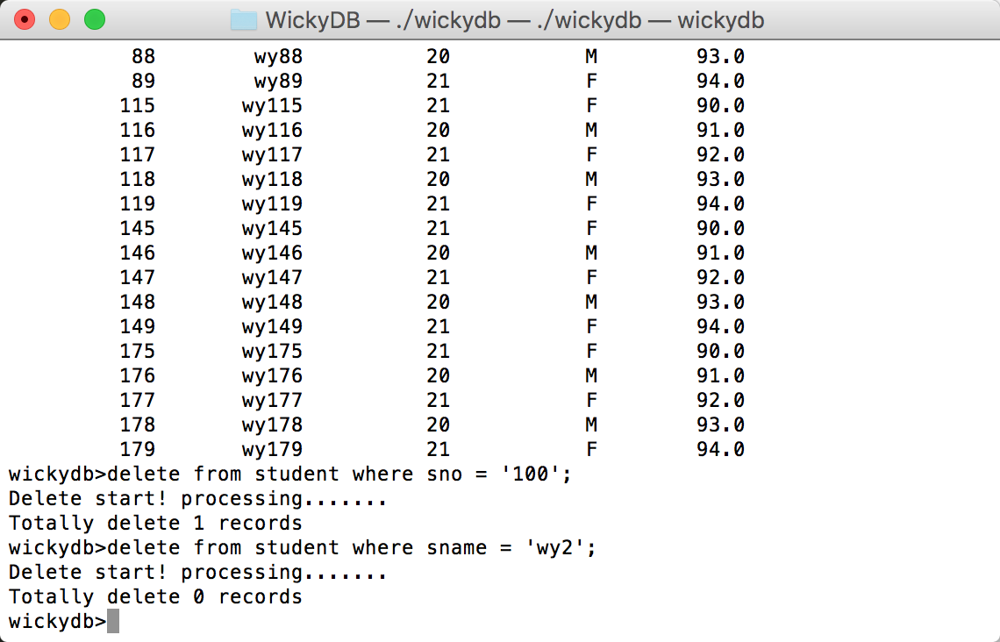 WickyDB — ./wickydb — ./wickydb — wickydb
88 wy88 20 M 93.0
89 wy89 21 F 94.0
115 wy115 21 F 90.0
116 wy116 20 M 91.0
117 wy117 21 F 92.0
118 wy118 20 M 93.0
119 wy119 21 F 94.0
145 wy145 21 F 90.0
146 wy146 20 M 91.0
147 wy147 21 F 92.0
148 wy148 20 M 93.0
149 wy149 21 F 94.0
175 wy175 21 F 90.0
176 wy176 20 M 91.0
177 wy177 21 F 92.0
178 wy178 20 M 93.0
179 wy179 21 F 94.0
wickydb>delete from student where sno = '100';
Delete start! processing.......
Totally delete 1 records
wickydb>delete from student where sname = 'wy2';
Delete start! processing.......
Totally delete 0 records
wickydb>